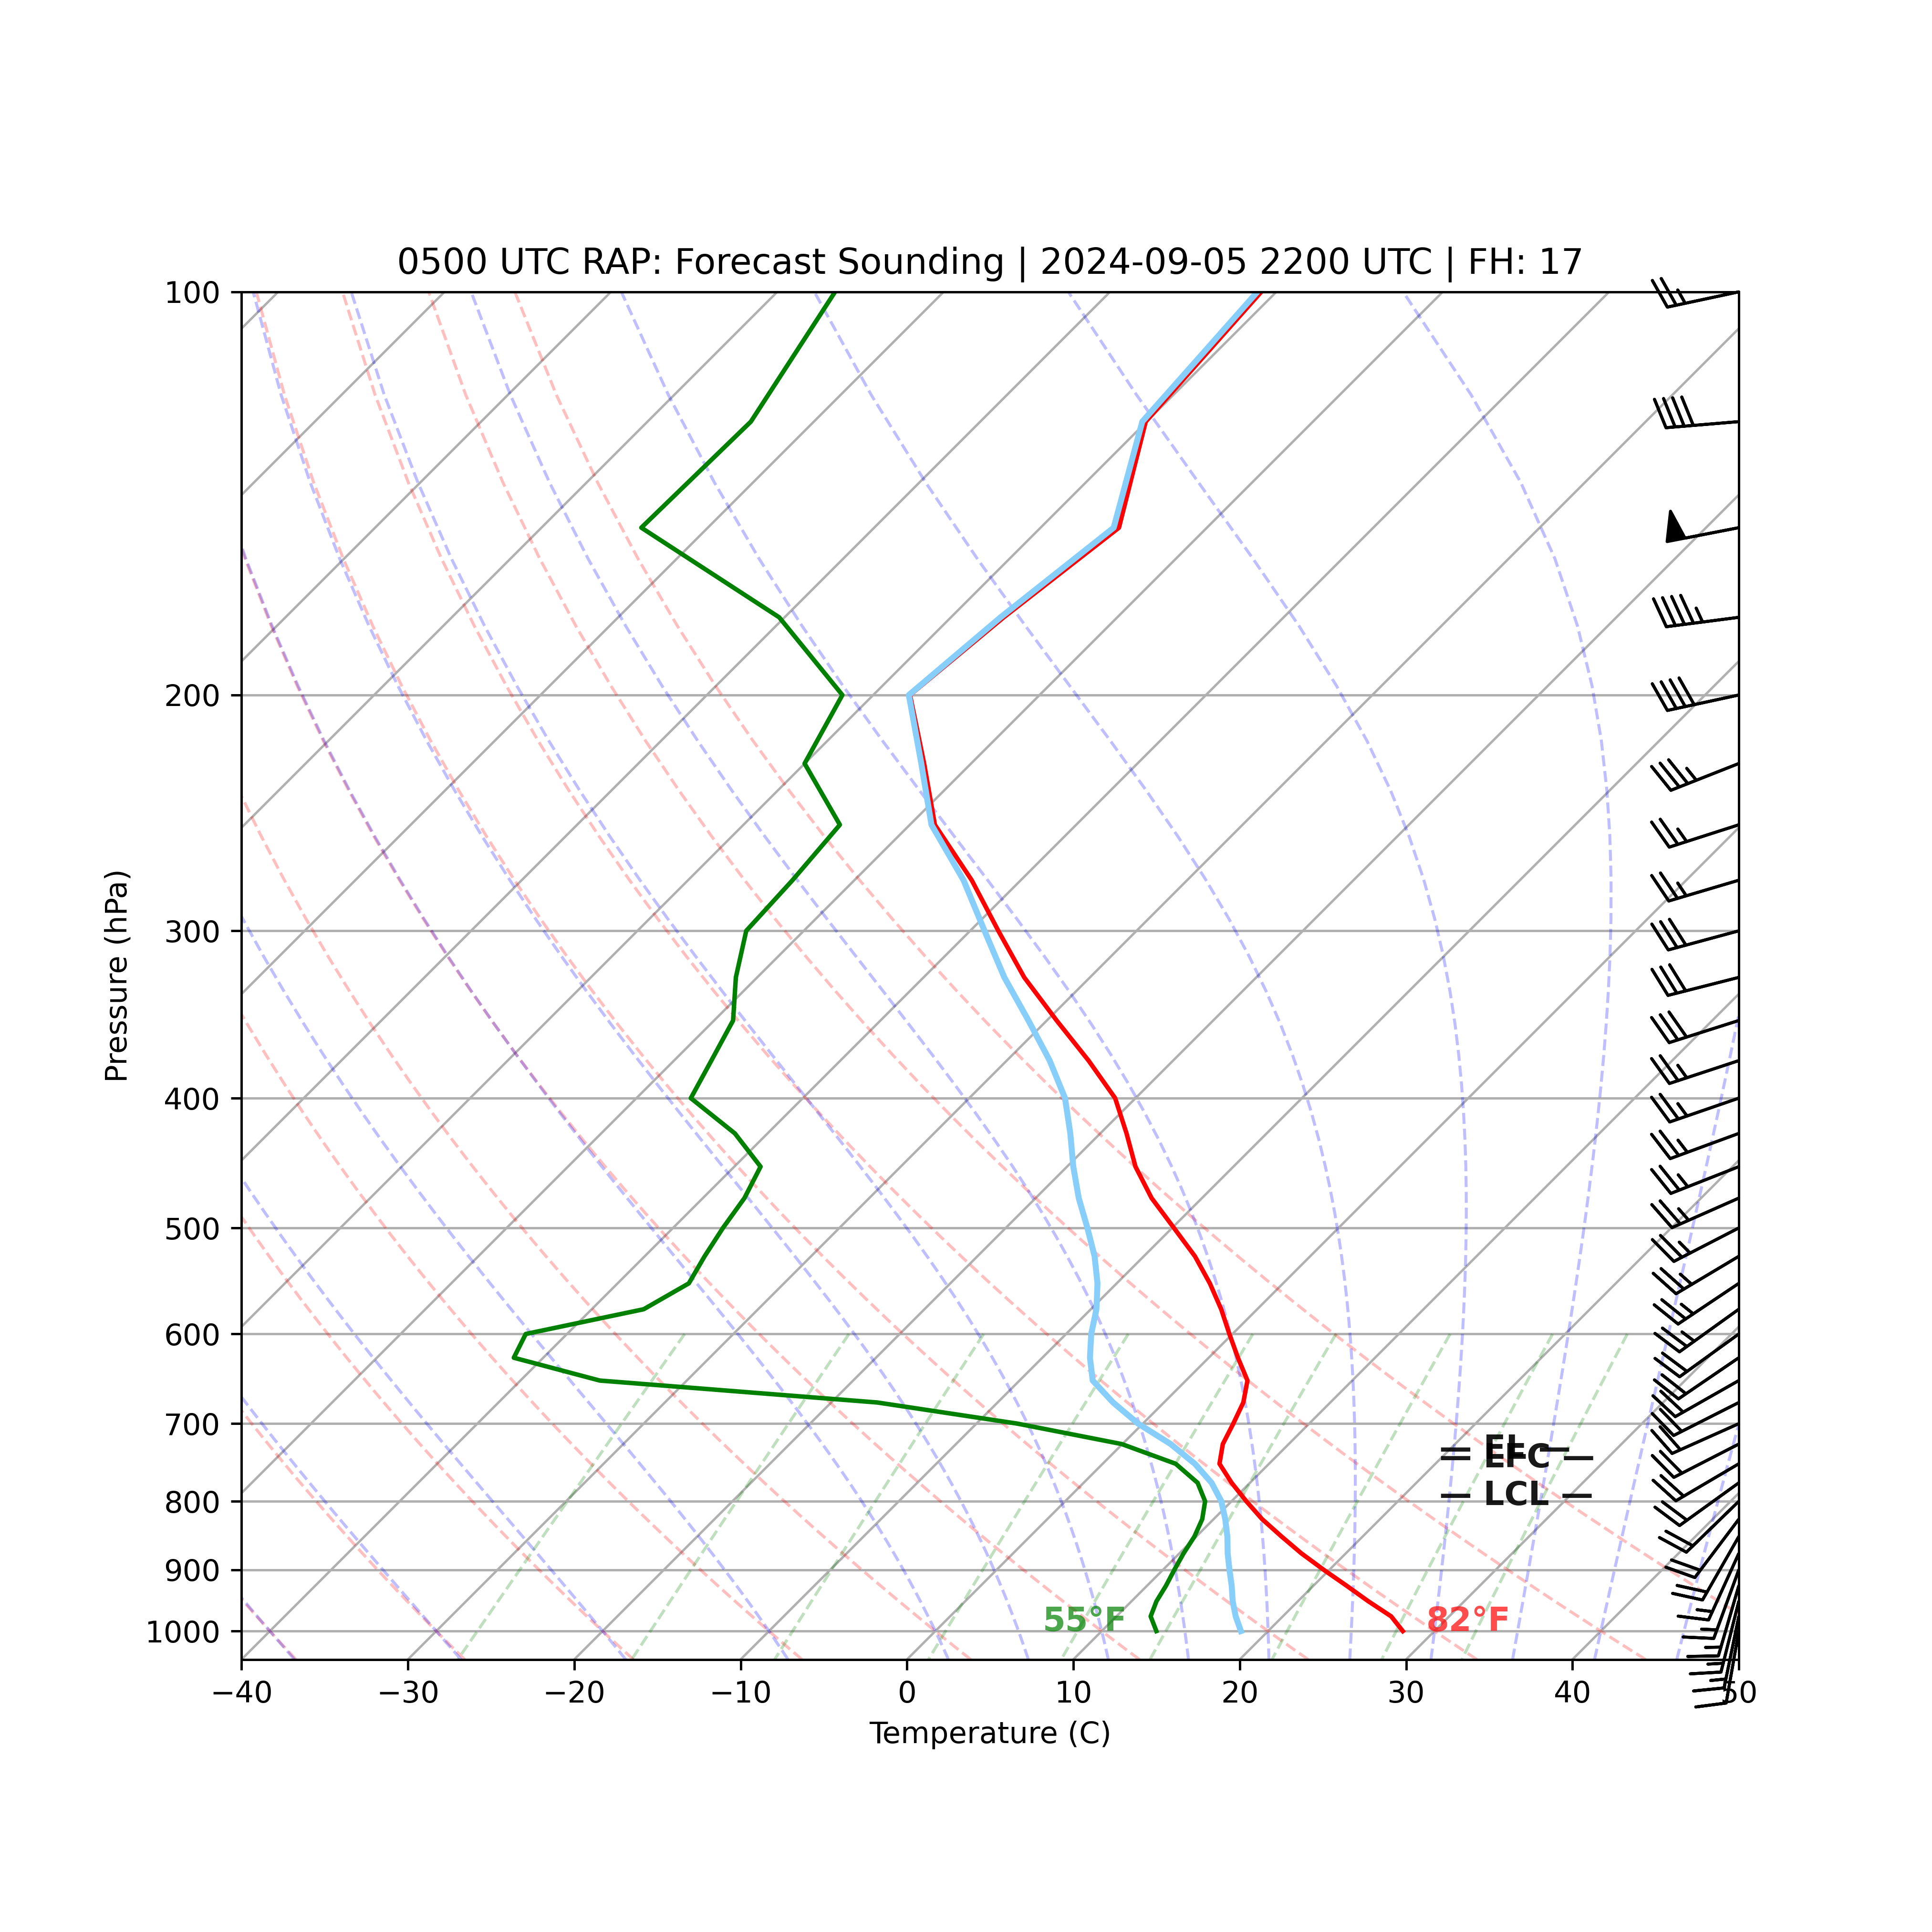 0500 UTC RAP: Forecast Sounding | 2024-09-05 2200 UTC | FH: 17
100
200
300
400
500
600
700
800
900
1000
Pressure (hPa)
— EL —
— LFC —
— LCL —
55°F
82°F
−40
−30
−20
−10
0
10
20
30
40
50
Temperature (C)